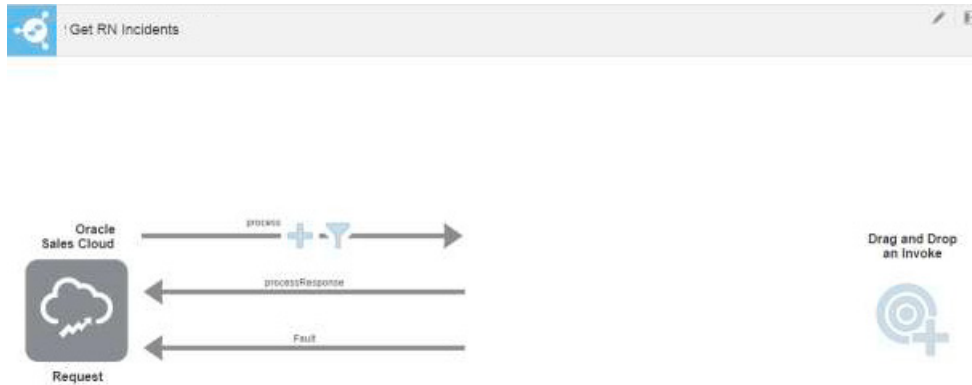 Get RN Incidents
Oracle
Sales Cloud
process
processResponse
Fault
Request
Drag and Drop
an Invoke